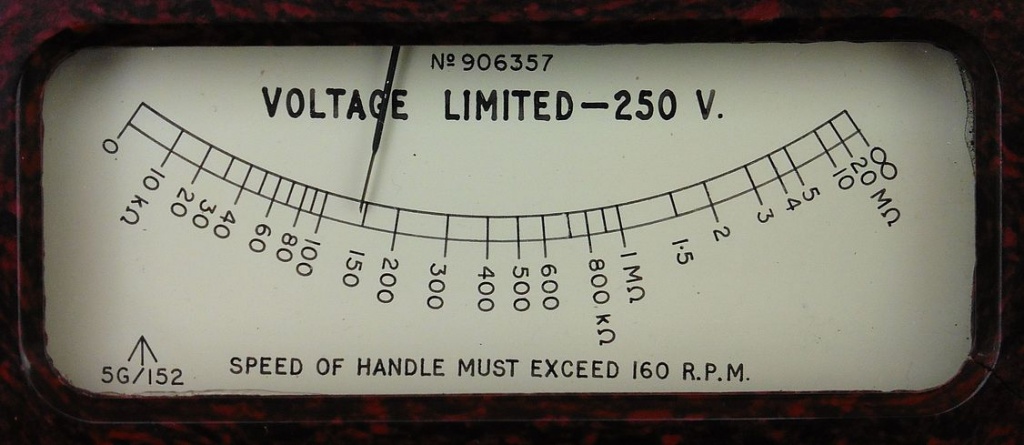 Nº 906357
VOLTAGE LIMITED—250 V.
0 10 kΩ 20 30 40 60 80 100 150 200 300 400 500 600 800 kΩ 1 MΩ 1·5 2 3 4 5 10 20 MΩ ∞
5G/152
SPEED OF HANDLE MUST EXCEED 160 R.P.M.